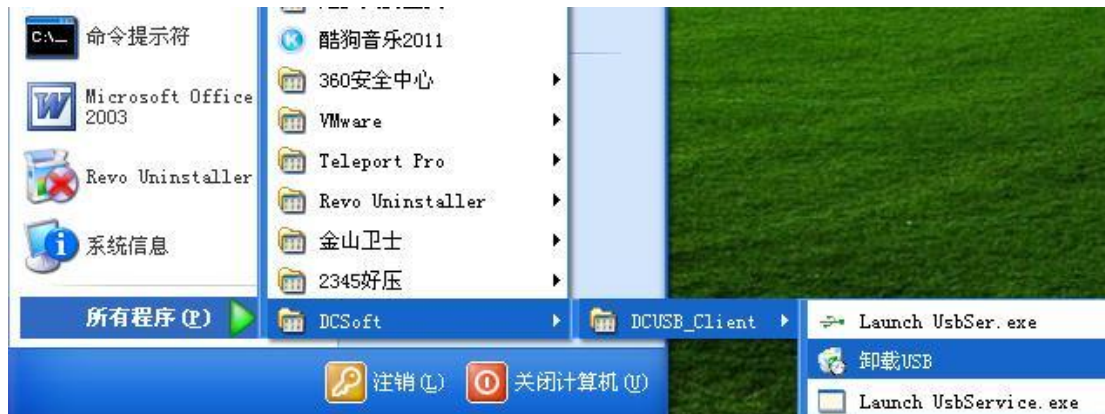 命令提示符
Microsoft Office
2003
Revo Uninstaller
系统信息
所有程序(P)
酷狗音乐2011
360安全中心
VMware
Teleport Pro
Revo Uninstaller
金山卫士
2345好压
DCSoft
DCUSB_Client
Launch UsbSer.exe
卸载USB
Launch UsbService.exe
注销(L)
关闭计算机(U)